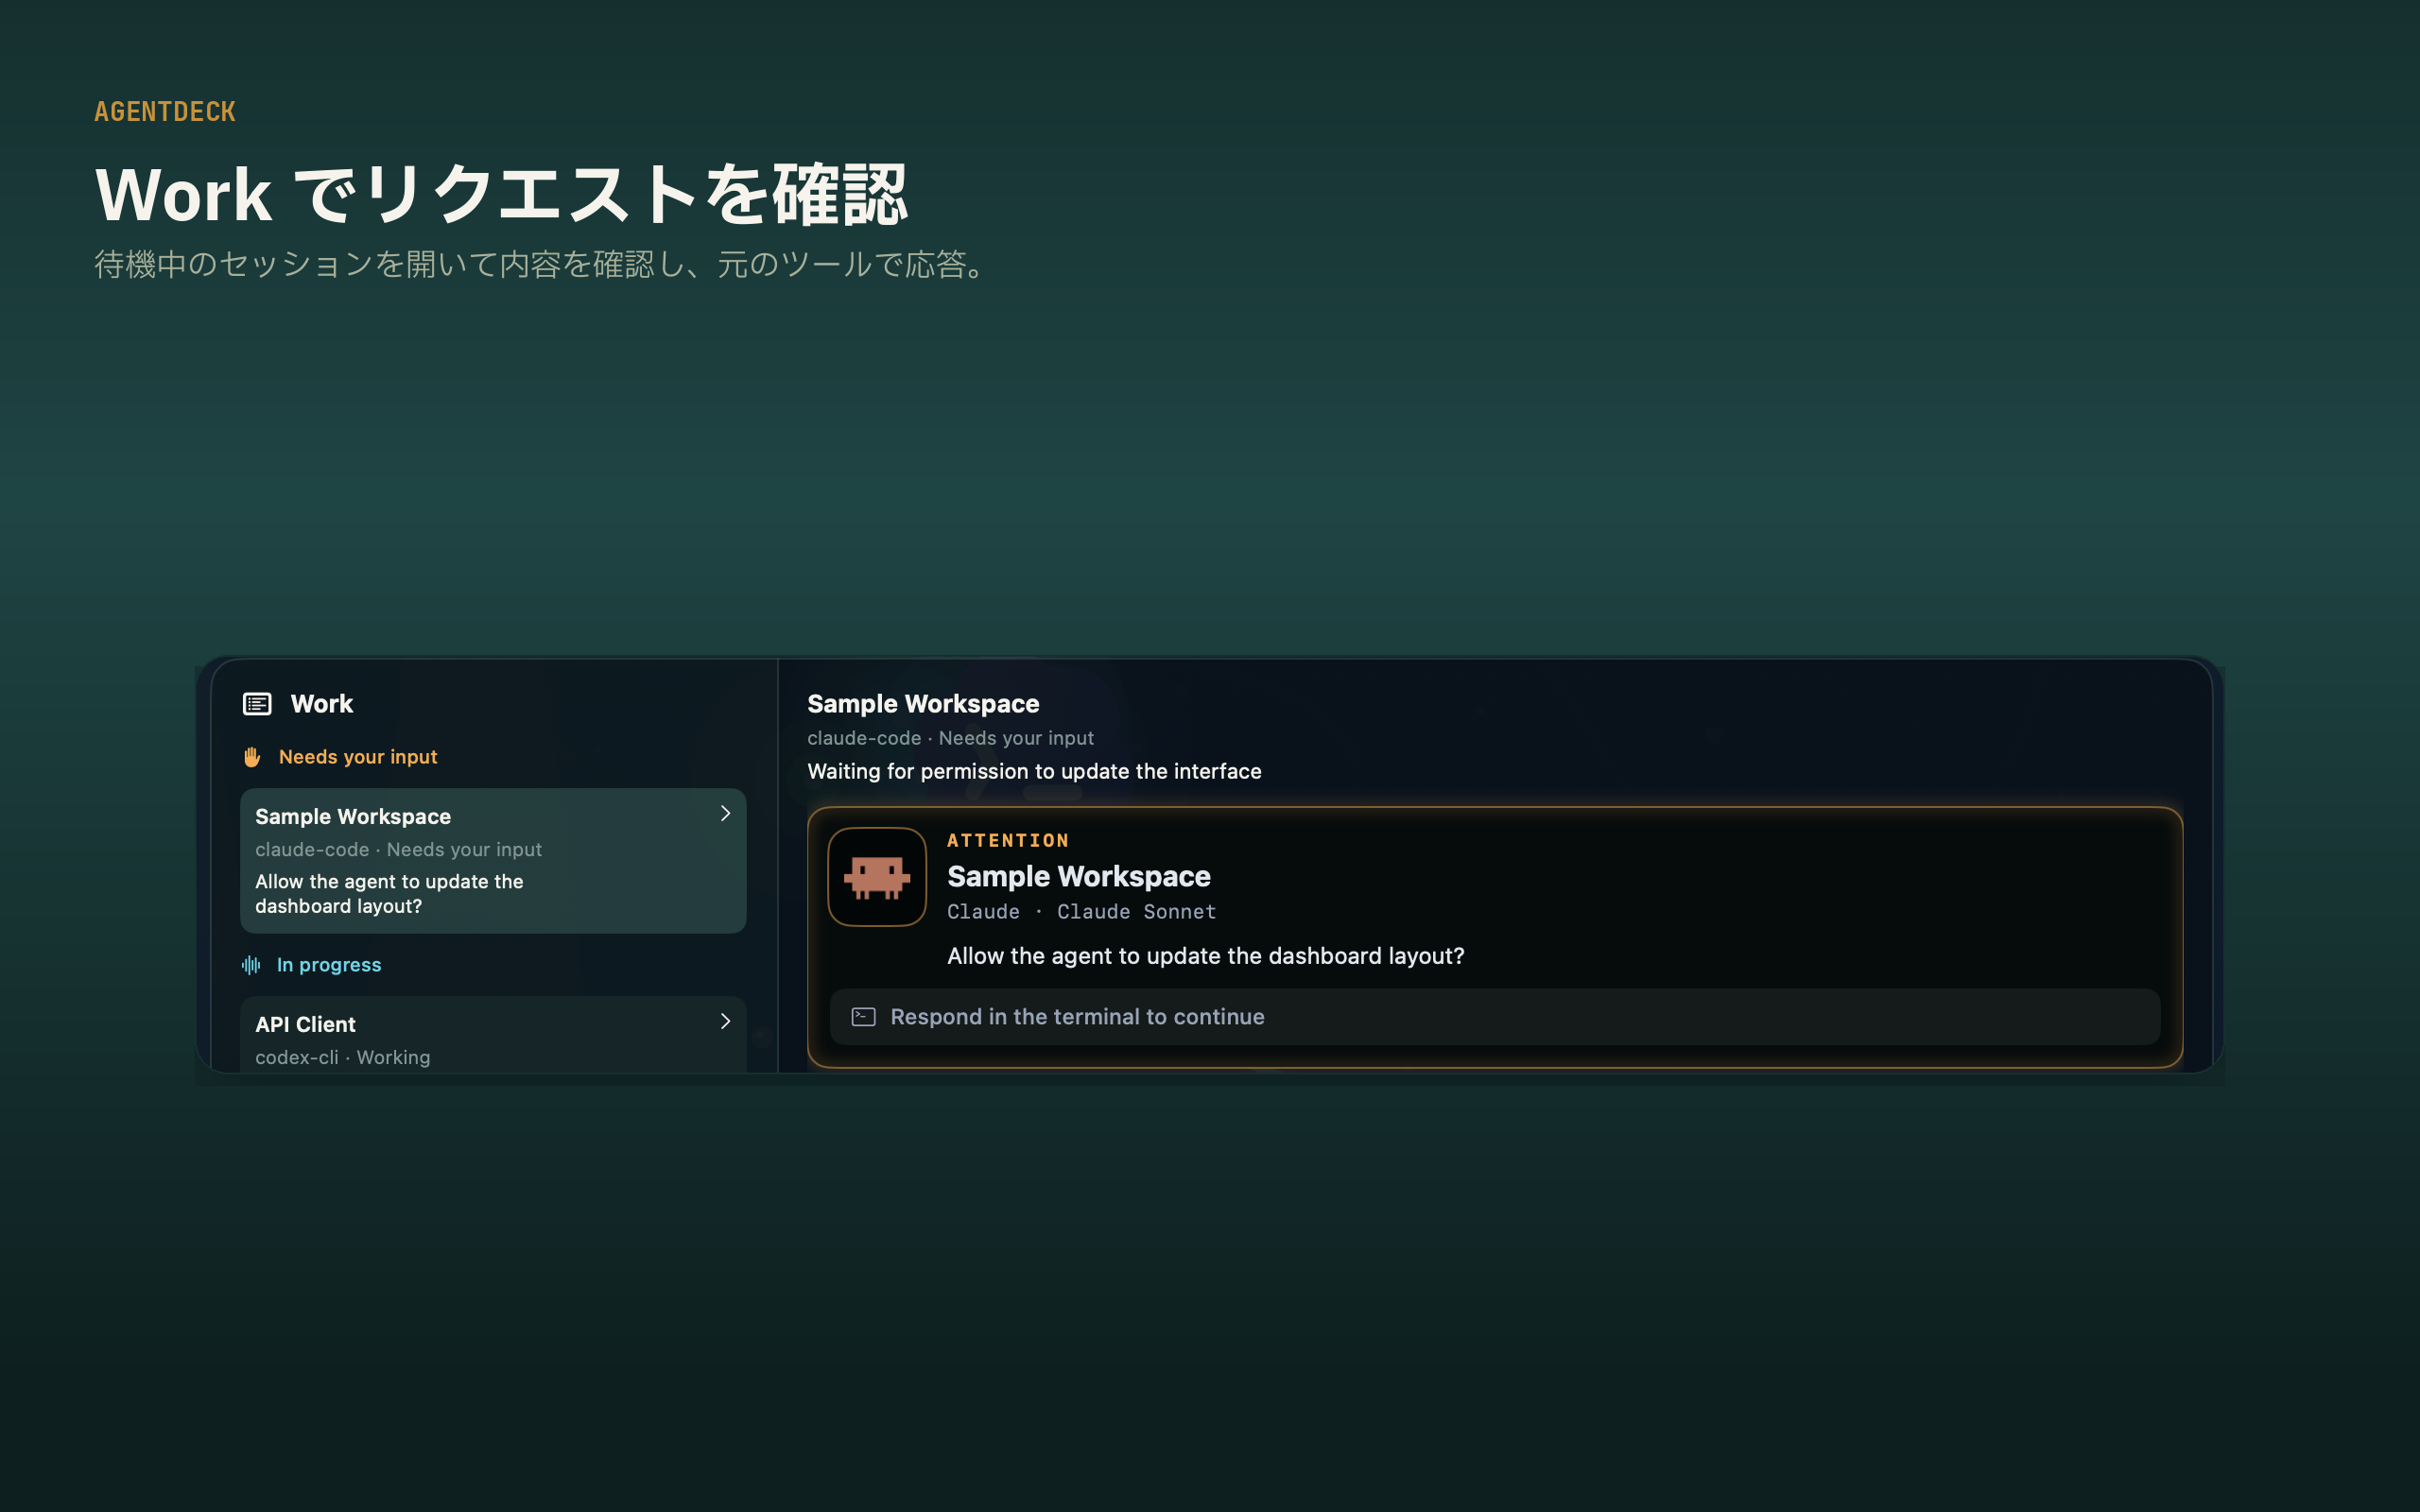 AGENTDECK
Work でリクエストを確認
待機中のセッションを開いて内容を確認し、元のツールで応答。
Work
Needs your input
Sample Workspace
claude-code · Needs your input
Allow the agent to update the
dashboard layout?
In progress
API Client
codex-cli · Working
Sample Workspace
claude-code · Needs your input
Waiting for permission to update the interface
ATTENTION
Sample Workspace
Claude · Claude Sonnet
Allow the agent to update the dashboard layout?
Respond in the terminal to continue